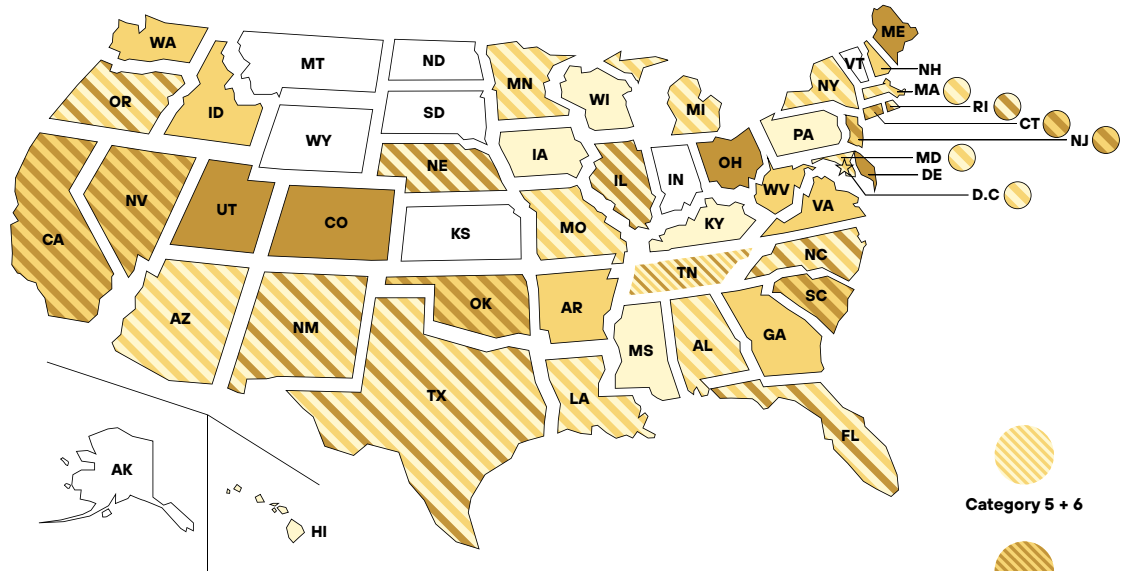 ME
WA
MT
ND
MN
VT
NH
OR
ID
SD
WI
MI
NY
MA
RI
CT
WY
PA
NJ
IA
NE
OH
MD
DE
NV
UT
CO
IL
IN
WV
VA
D.C
CA
KS
MO
KY
NC
AZ
NM
OK
AR
TN
SC
MS
AL
GA
TX
LA
FL
AK
HI
Category 5 + 6